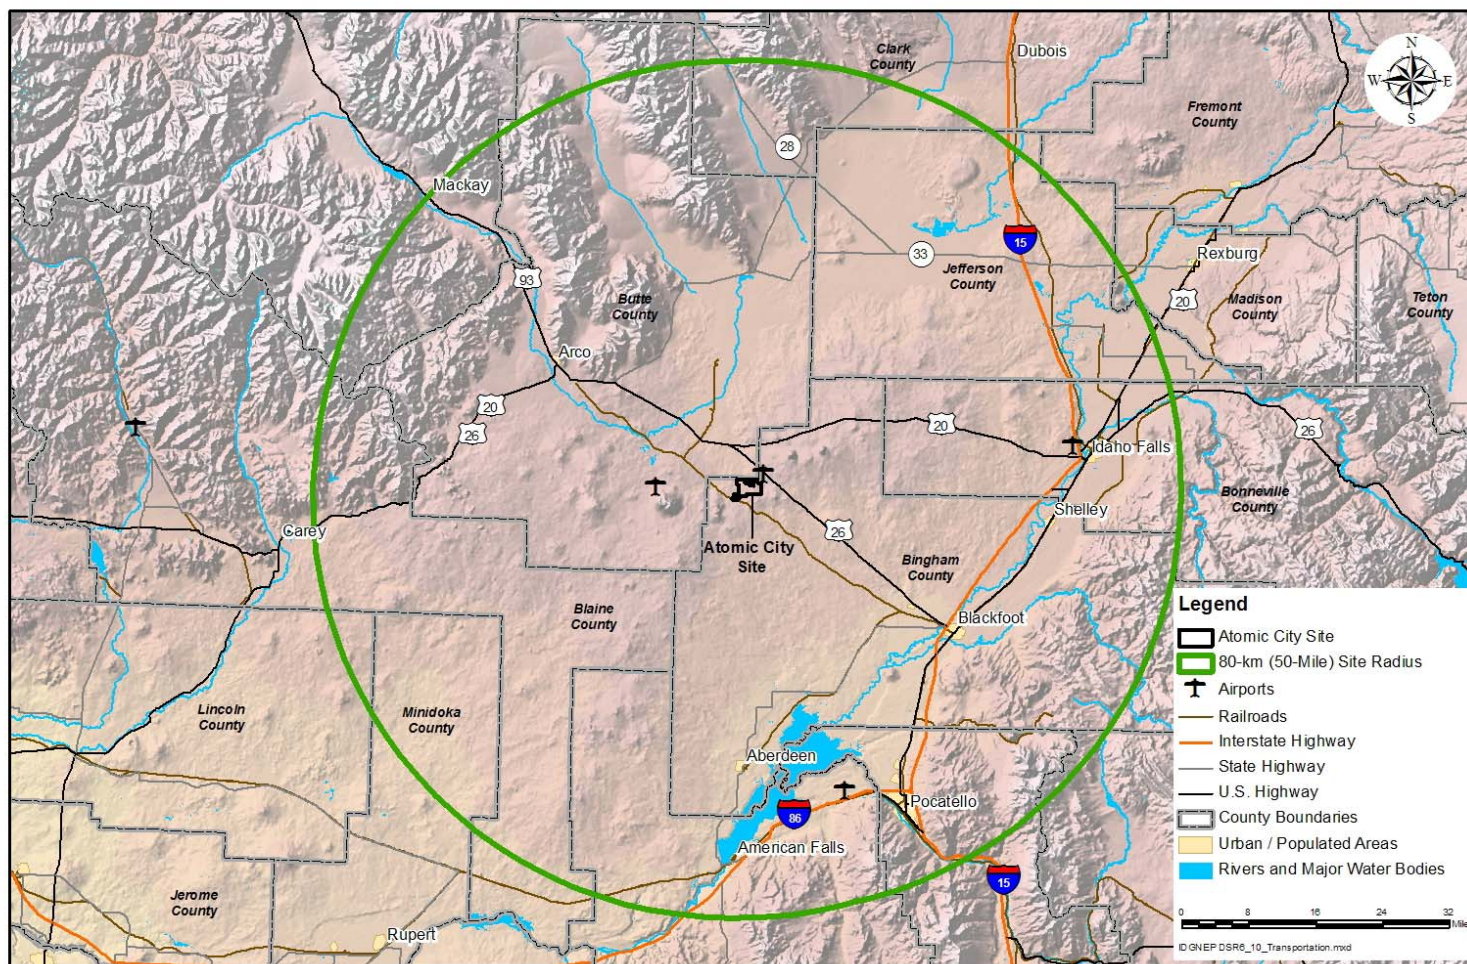 Dubois
Clark
County
N
W
E
S
Fremont
County
28
Mackay
33
15
Rexburg
Jefferson
County
93
Butte
County
20
Madison
County
Teton
County
Arco
20
26
20
26
Idaho Falls
Bonneville
County
Shelley
Carey
Atomic City
Site
26
Bingham
County
Blaine
County
Blackfoot
Lincoln
County
Minidoka
County
Aberdeen
Pocatello
86
American Falls
15
Jerome
County
Rupert
Legend
Atomic City Site
80-km (50-Mile) Site Radius
Airports
Railroads
Interstate Highway
State Highway
U.S. Highway
County Boundaries
Urban / Populated Areas
Rivers and Major Water Bodies
0 8 16 24 32
Mile
IDGNEP DSR6_10_Transportation.mxd